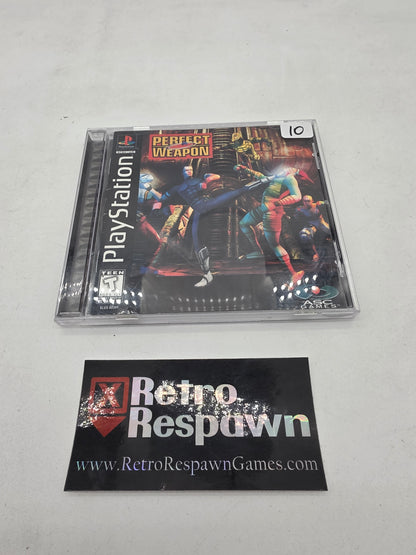 10
PERFECT
WEAPON
PlayStation
TEEN
T
ASC
GAMES
Retro
Respawn
www.RetroRespawnGames.com